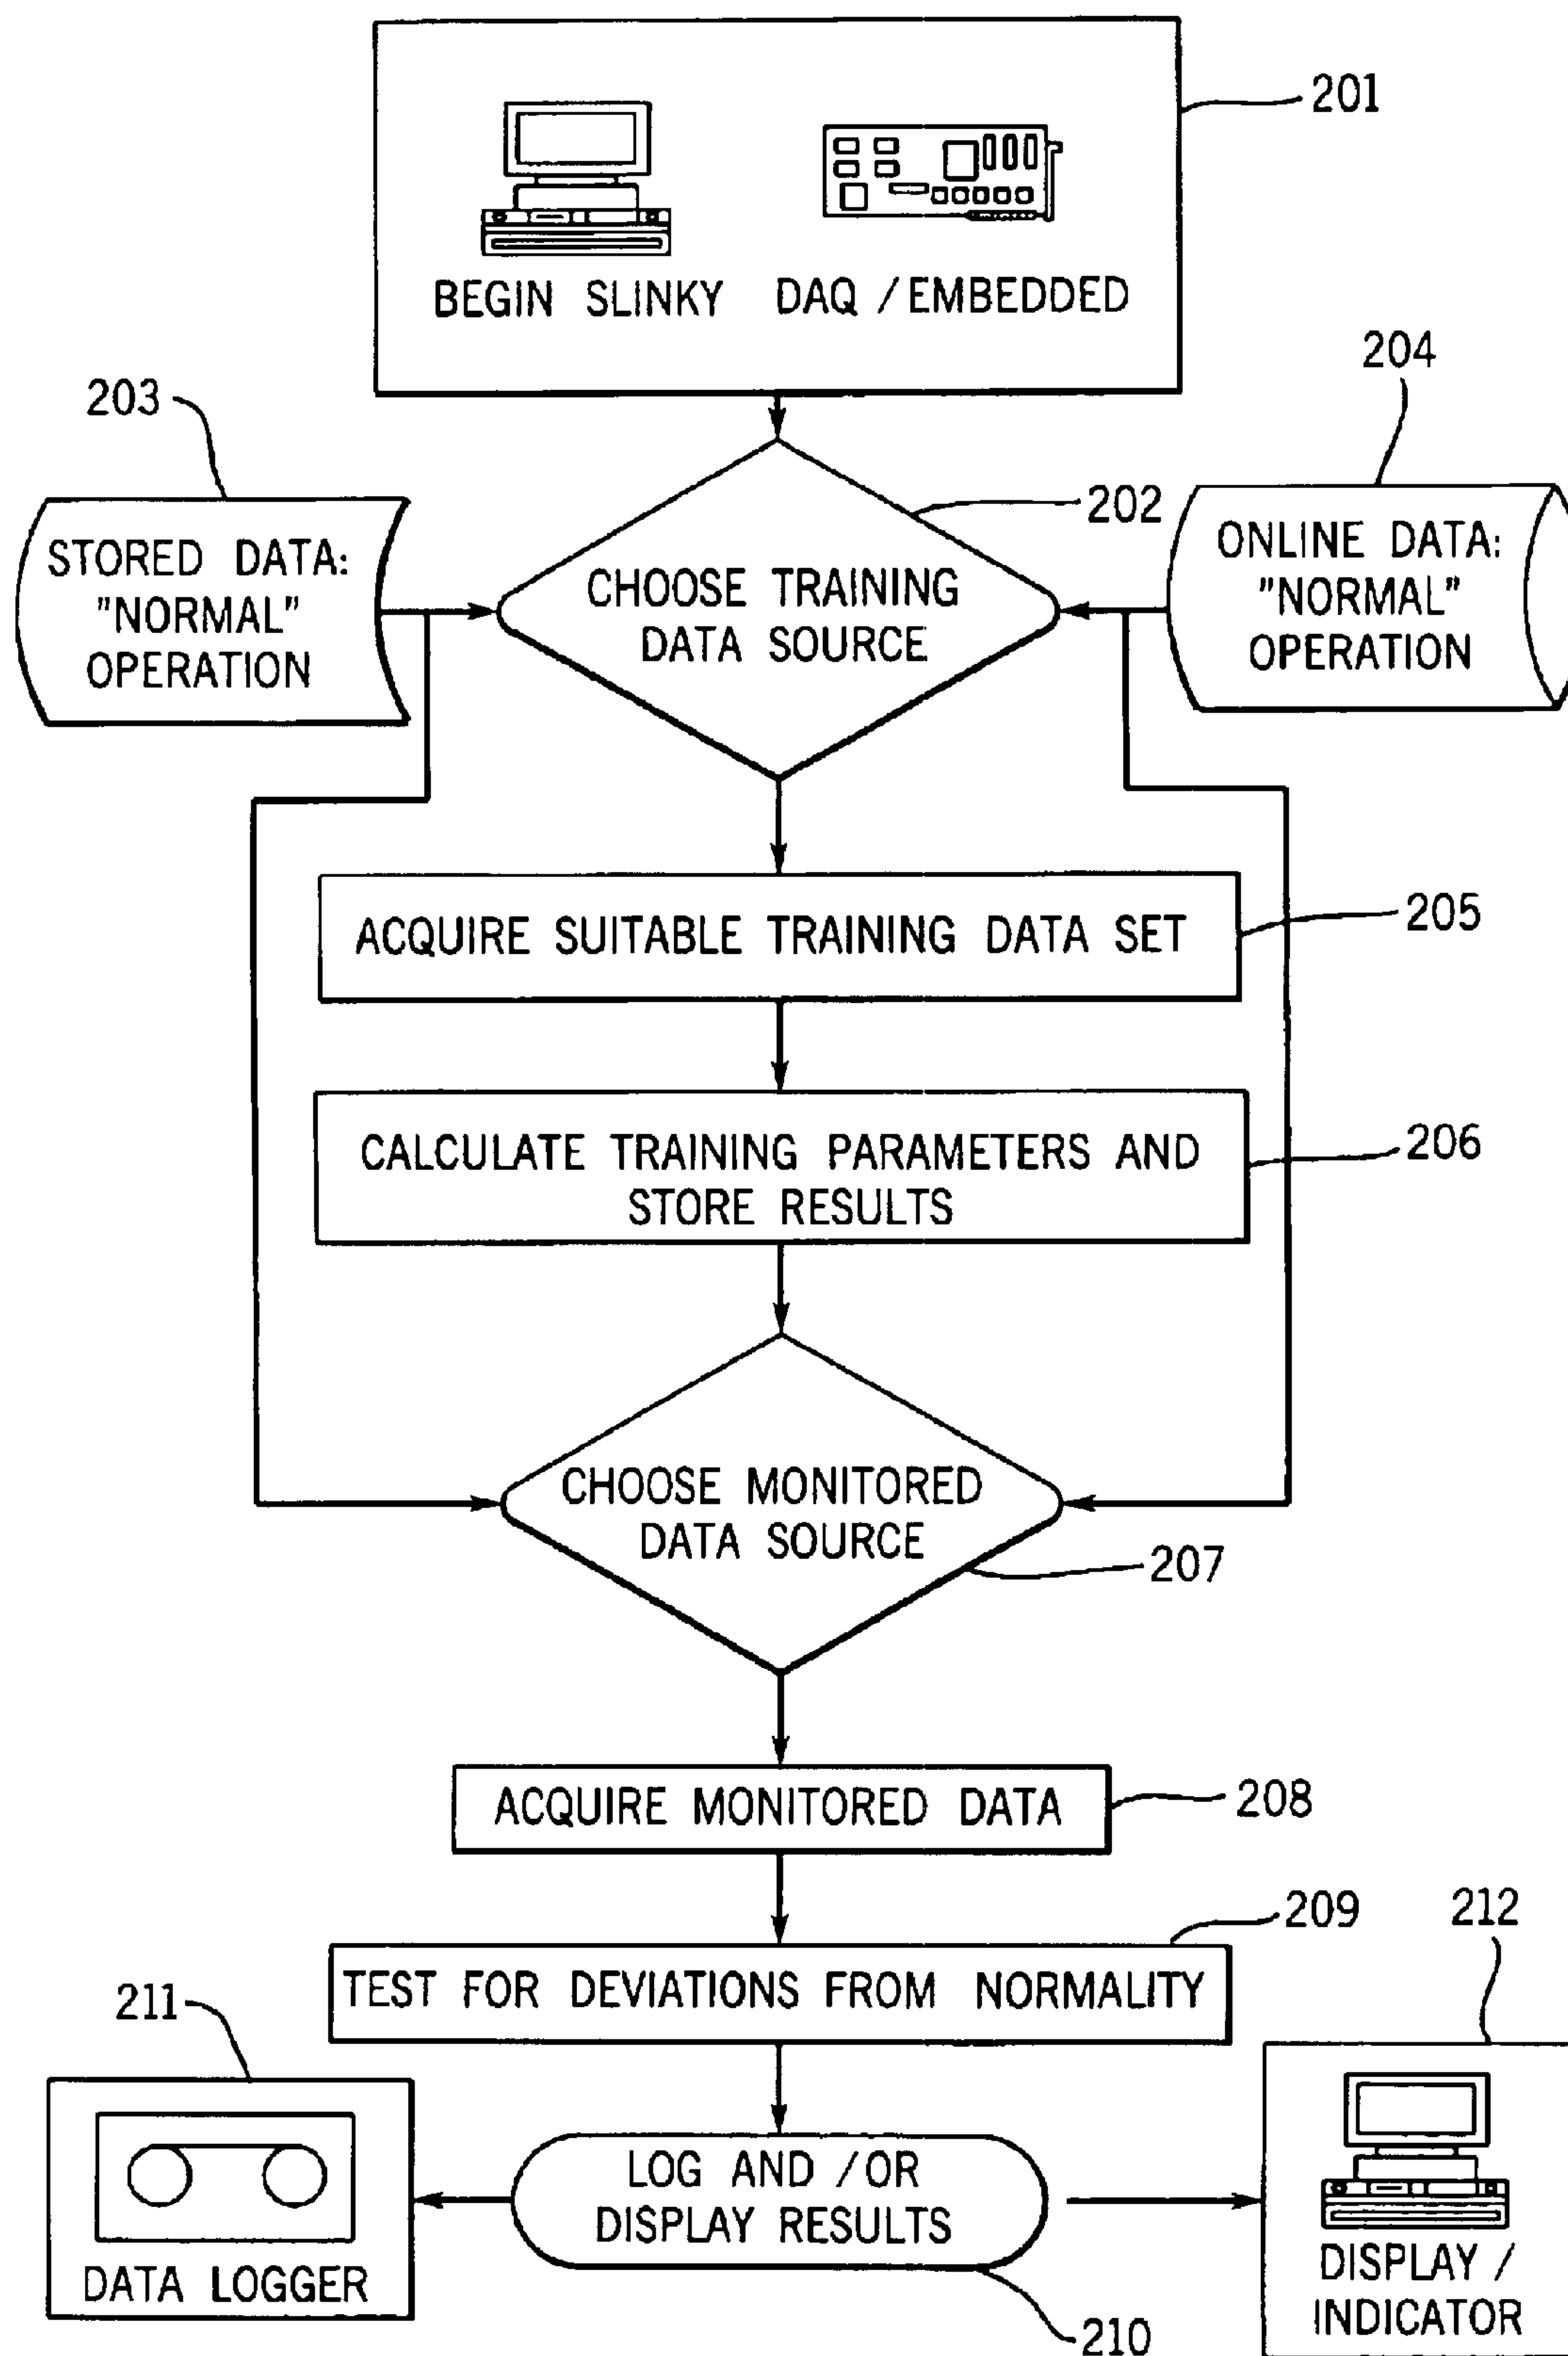 201
BEGIN SLINKY DAQ / EMBEDDED
204
203
202
STORED DATA:
"NORMAL"
OPERATION
CHOOSE TRAINING
DATA SOURCE
ONLINE DATA:
"NORMAL"
OPERATION
ACQUIRE SUITABLE TRAINING DATA SET
205
CALCULATE TRAINING PARAMETERS AND
STORE RESULTS
206
CHOOSE MONITORED
DATA SOURCE
207
ACQUIRE MONITORED DATA
208
209
212
TEST FOR DEVIATIONS FROM NORMALITY
211
LOG AND / OR
DISPLAY RESULTS
DATA LOGGER
DISPLAY /
INDICATOR
210